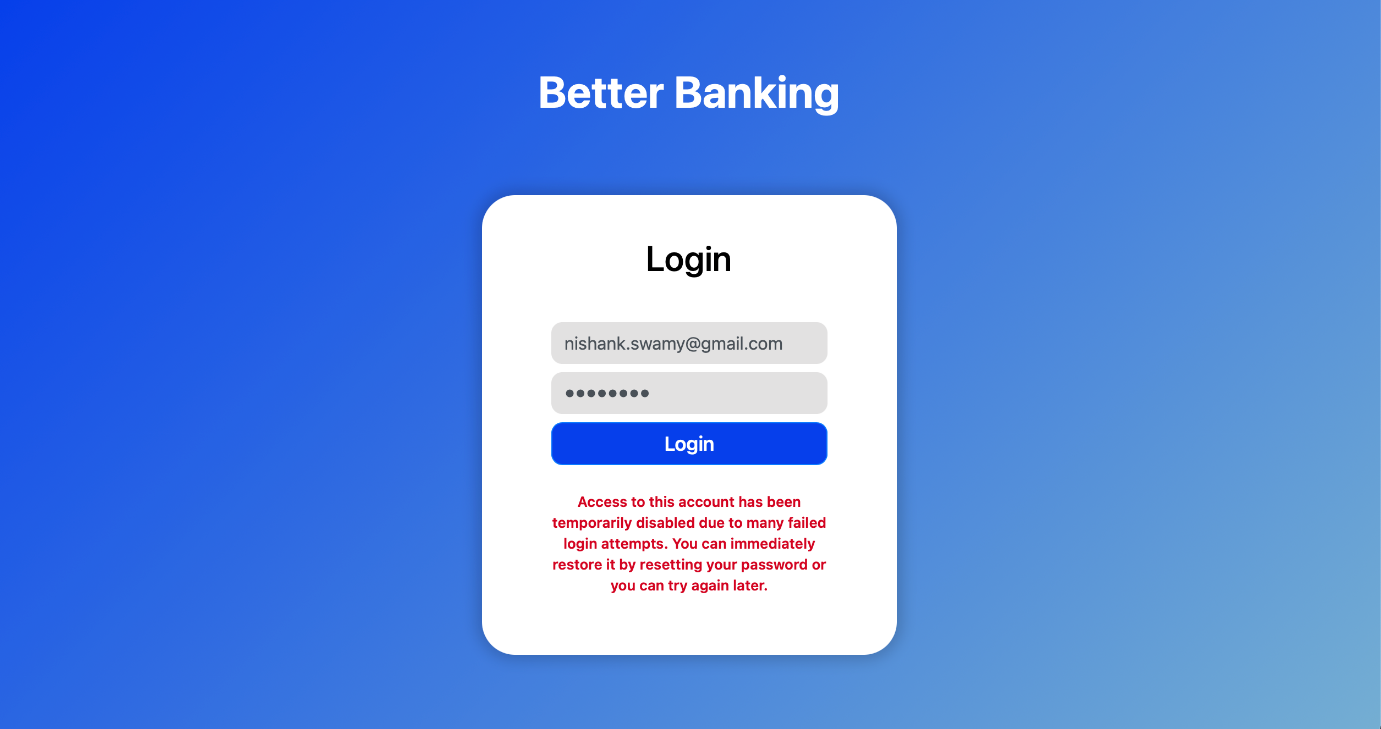 Better Banking
Login
nishank.swamy@gmail.com
••••••••
Login
Access to this account has been
temporarily disabled due to many failed
login attempts. You can immediately
restore it by resetting your password or
you can try again later.